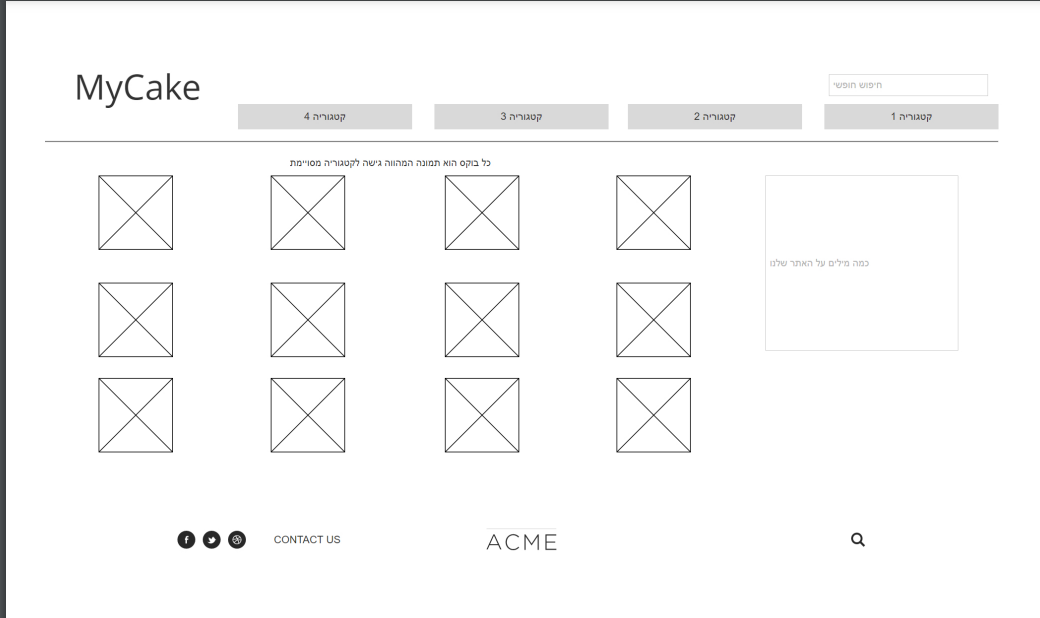 MyCake
חיפוש חופשי
קטגוריה 1
קטגוריה 2
קטגוריה 3
קטגוריה 4
כל בוקס הוא תמונה המהווה גישה לקטגוריה מסויימת
כמה מילים על האתר שלנו
CONTACT US
ACME